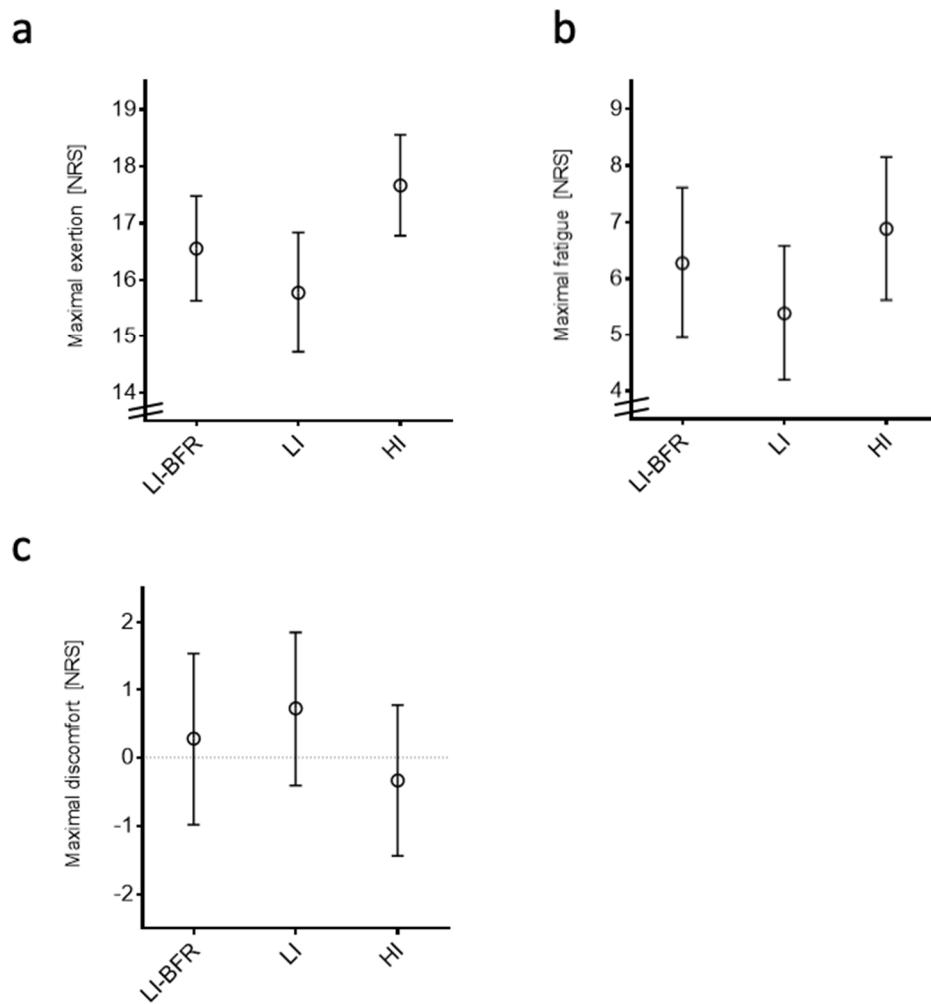 a
Maximal exertion [NRS]
19
18
17
16
15
14
LI-BFR
LI
HI
b
Maximal fatigue [NRS]
9
8
7
6
5
4
LI-BFR
LI
HI
c
Maximal discomfort [NRS]
2
1
0
-1
-2
LI-BFR
LI
HI